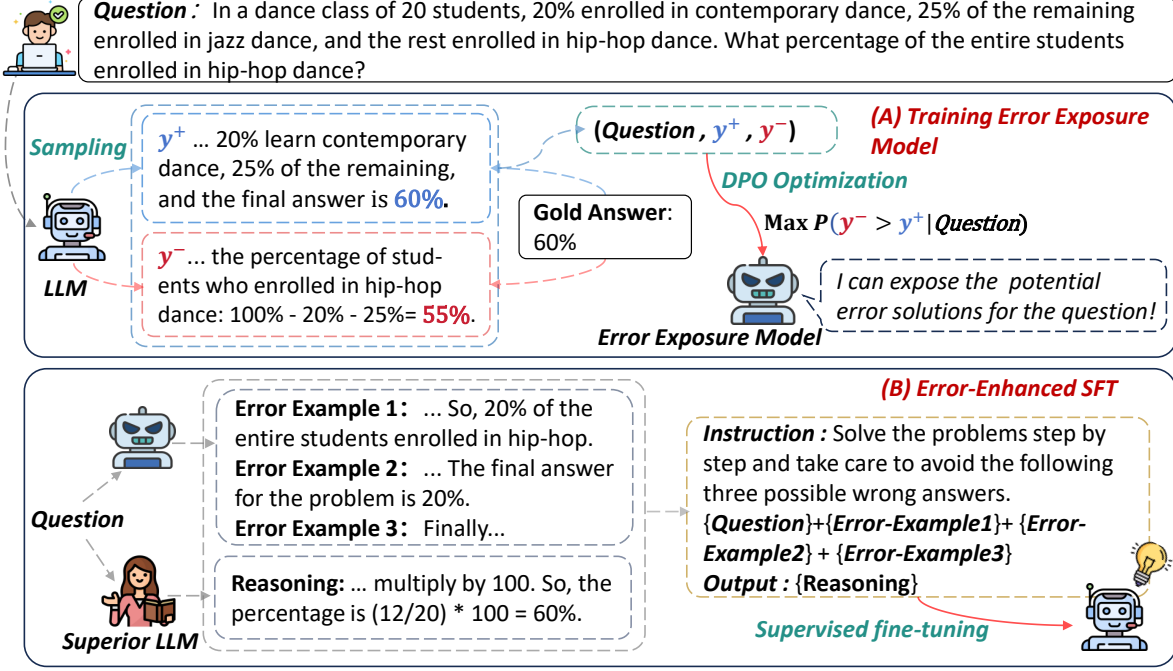 Question : In a dance class of 20 students, 20% enrolled in contemporary dance, 25% of the remaining
enrolled in jazz dance, and the rest enrolled in hip-hop dance. What percentage of the entire students
enrolled in hip-hop dance?
(A) Training Error Exposure
Model
Sampling
LLM
y⁺ ... 20% learn contemporary
dance, 25% of the remaining,
and the final answer is 60%.
y⁻... the percentage of stud-
ents who enrolled in hip-hop
dance: 100% - 20% - 25%= 55%.
(Question , y⁺ , y⁻)
Gold Answer:
60%
DPO Optimization
Max P(y⁻ > y⁺|Question)
Error Exposure Model
I can expose the potential
error solutions for the question!
(B) Error-Enhanced SFT
Question
Superior LLM
Error Example 1: ... So, 20% of the
entire students enrolled in hip-hop.
Error Example 2: ... The final answer
for the problem is 20%.
Error Example 3: Finally...
Reasoning: ... multiply by 100. So, the
percentage is (12/20) * 100 = 60%.
Instruction : Solve the problems step by
step and take care to avoid the following
three possible wrong answers.
{Question}+{Error-Example1}+ {Error-
Example2} + {Error-Example3}
Output : {Reasoning}
Supervised fine-tuning